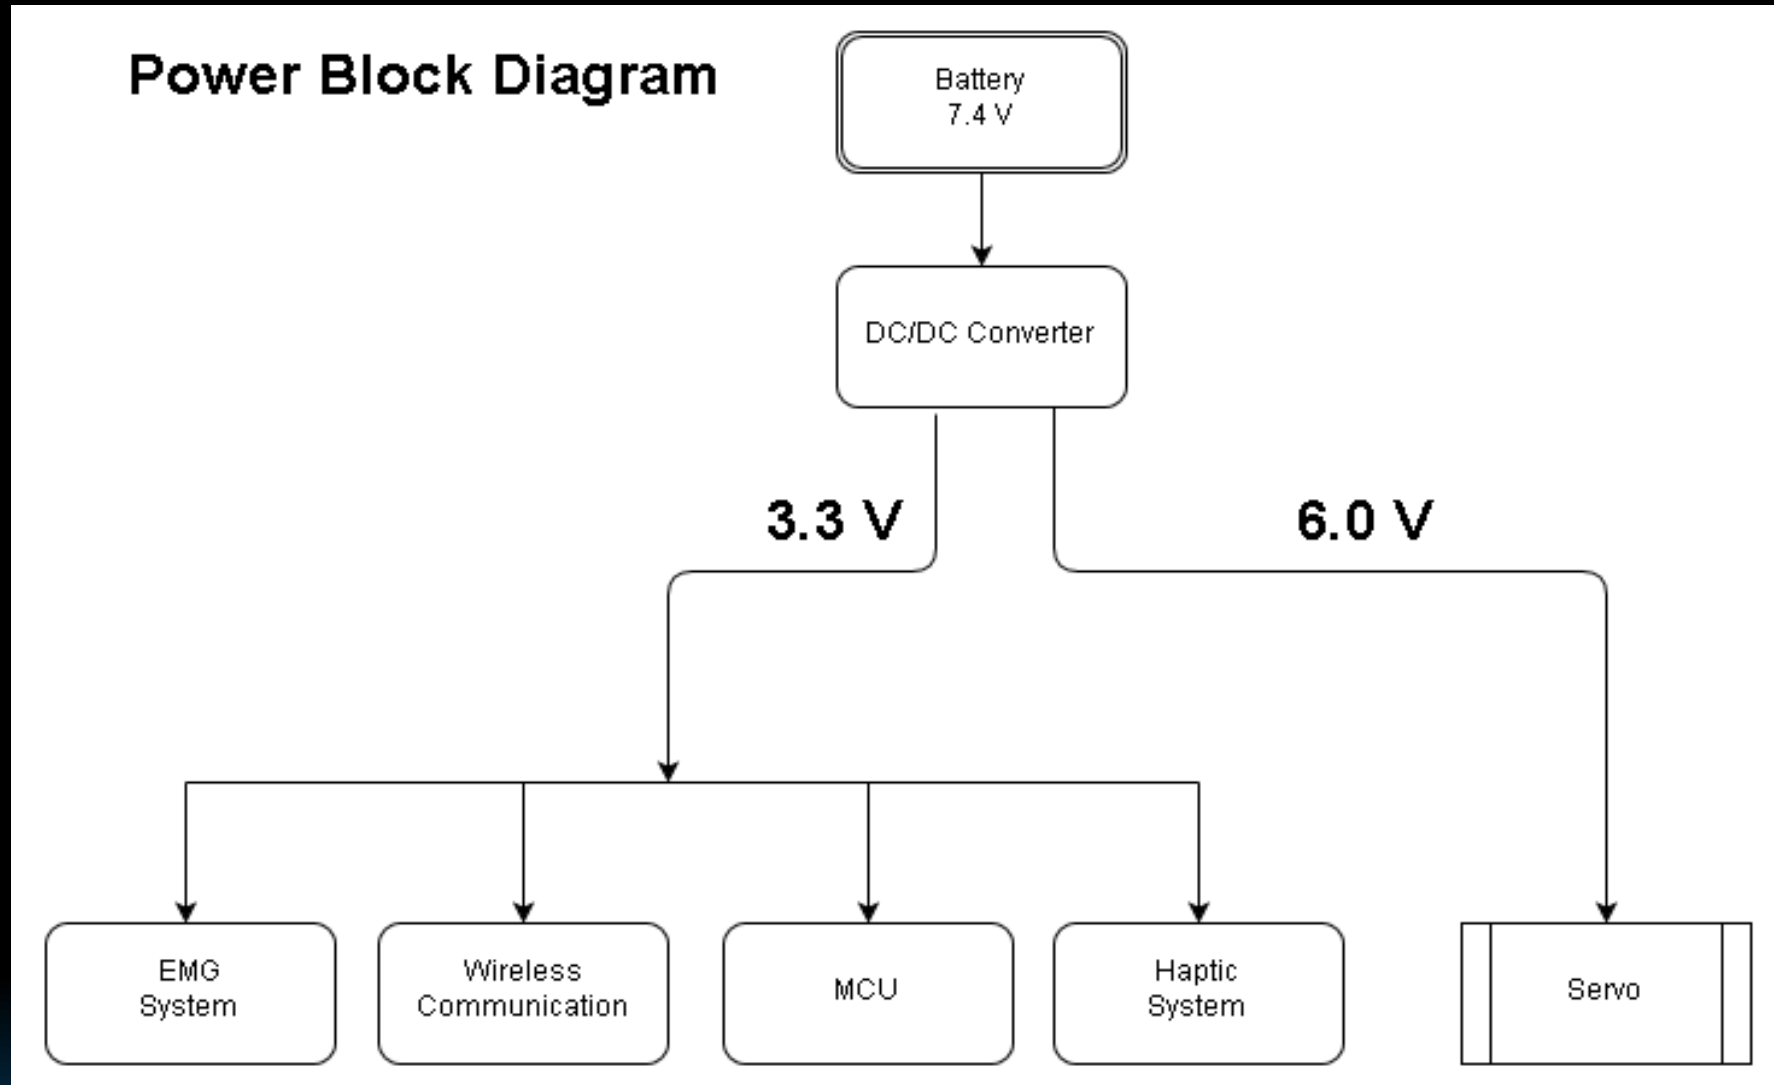 Power Block Diagram
Battery
7.4 V
DC/DC Converter
3.3 V
6.0 V
EMG
System
Wireless
Communication
MCU
Haptic
System
Servo